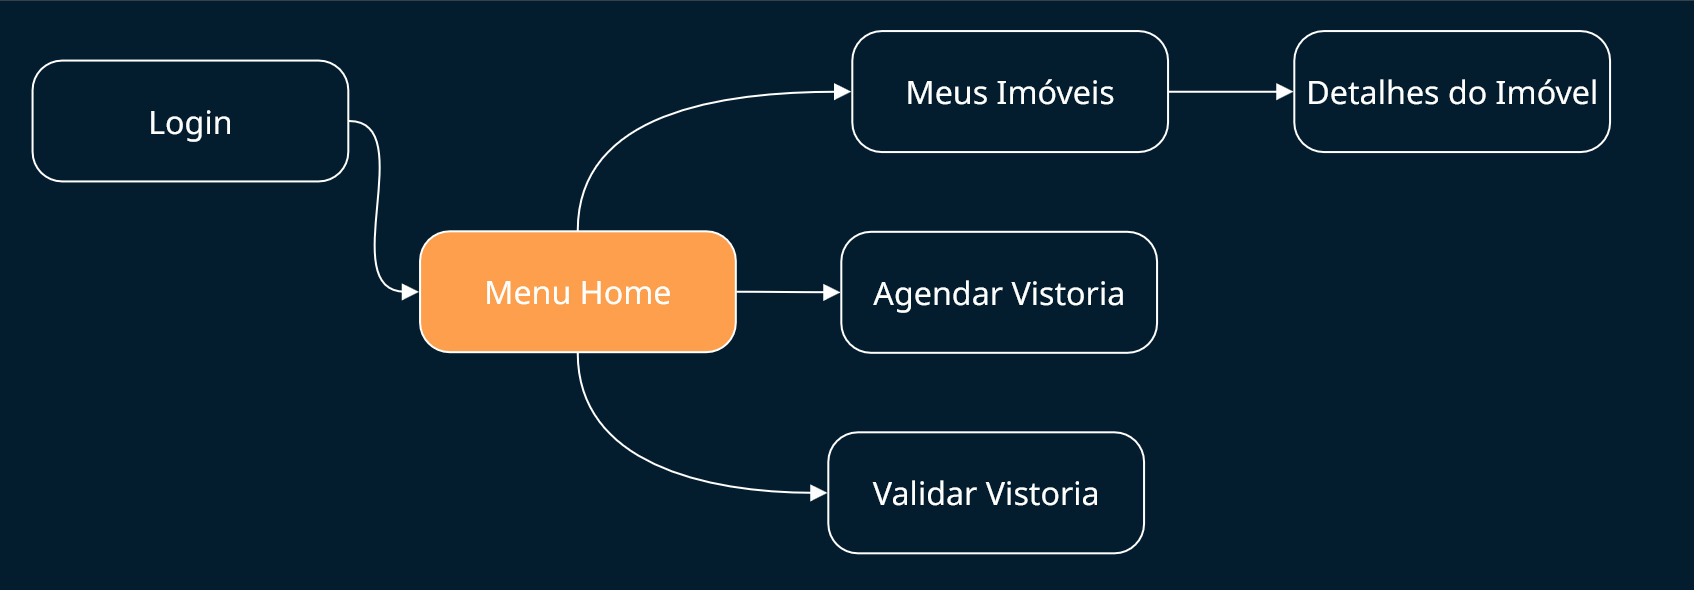 Login
Menu Home
Meus Imóveis
Detalhes do Imóvel
Agendar Vistoria
Validar Vistoria